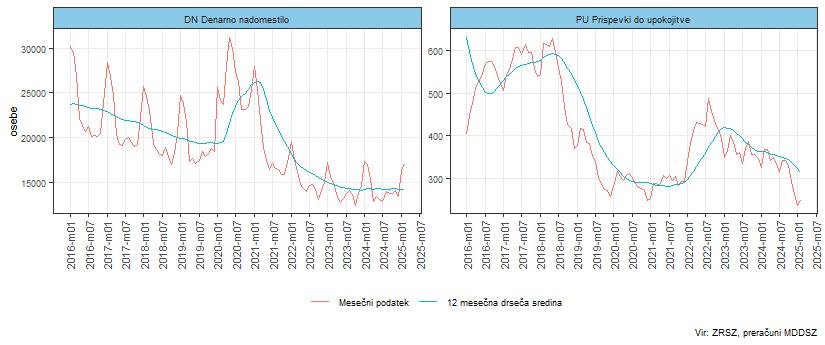 DN Denarno nadomestilo
PU Prispevki do upokojitve
osebe
30000
25000
20000
15000
600
500
400
300
2016-m01
2016-m07
2017-m01
2017-m07
2018-m01
2018-m07
2019-m01
2019-m07
2020-m01
2020-m07
2021-m01
2021-m07
2022-m01
2022-m07
2023-m01
2023-m07
2024-m01
2024-m07
2025-m01
2025-m07
2016-m01
2016-m07
2017-m01
2017-m07
2018-m01
2018-m07
2019-m01
2019-m07
2020-m01
2020-m07
2021-m01
2021-m07
2022-m01
2022-m07
2023-m01
2023-m07
2024-m01
2024-m07
2025-m01
2025-m07
Mesečni podatek
12 mesečna drseča sredina
Vir: ZRSZ, preračuni MDDSZ